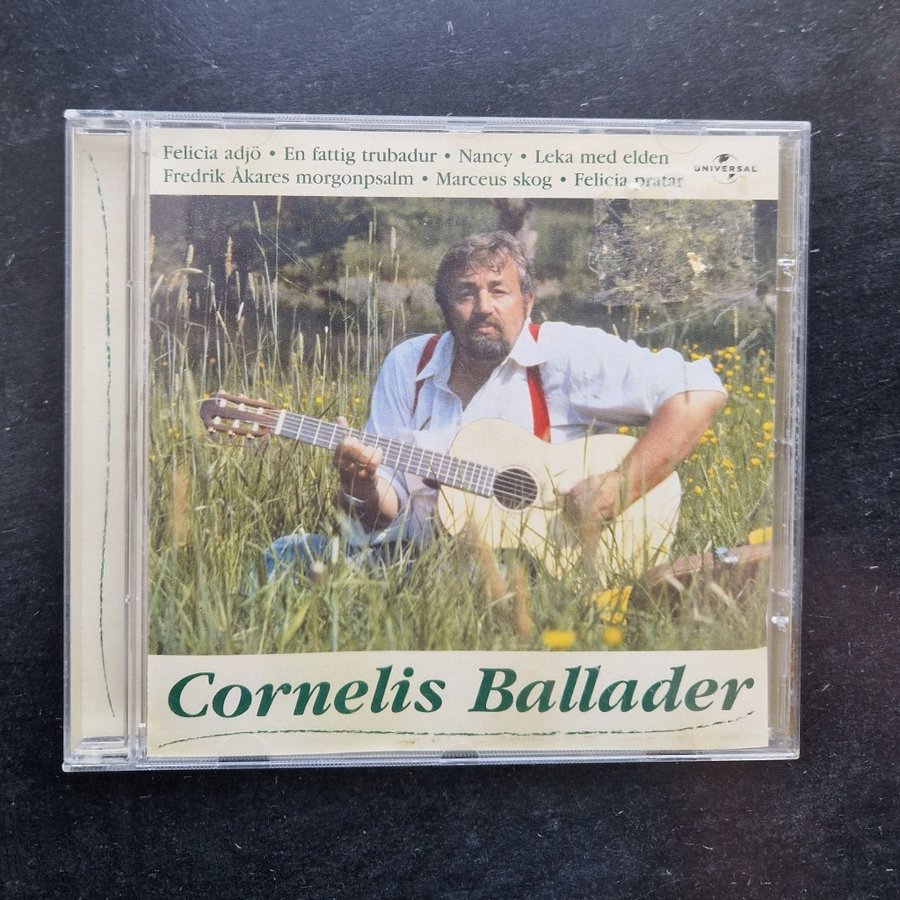 Felicia adjö • En fattig trubadur • Nancy • Leka med elden
Fredrik Åkares morgonpsalm • Marceus skog • Felicia pratar
UNIVERSAL
Cornelis Ballader